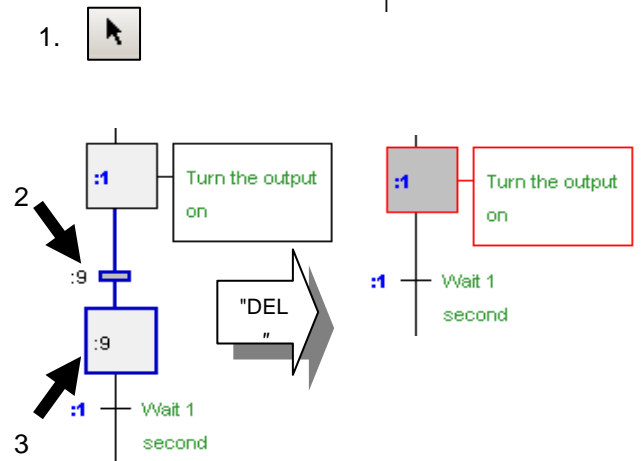 1.
:1
Turn the output
on
2
:9
:9
:1
Wait 1
second
3
"DEL
"
:1
Turn the output
on
:1
Wait 1
second